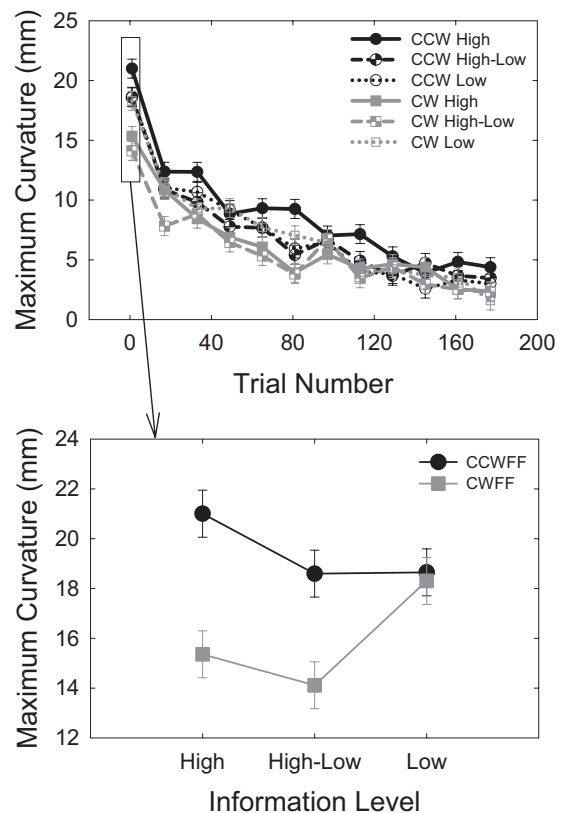 25
20
15
10
5
0
Maximum Curvature (mm)
CCW High
CCW High-Low
CCW Low
CW High
CW High-Low
CW Low
0 40 80 120 160 200
Trial Number
24
22
20
18
16
14
12
Maximum Curvature (mm)
CCWFF
CWFF
High High-Low Low
Information Level